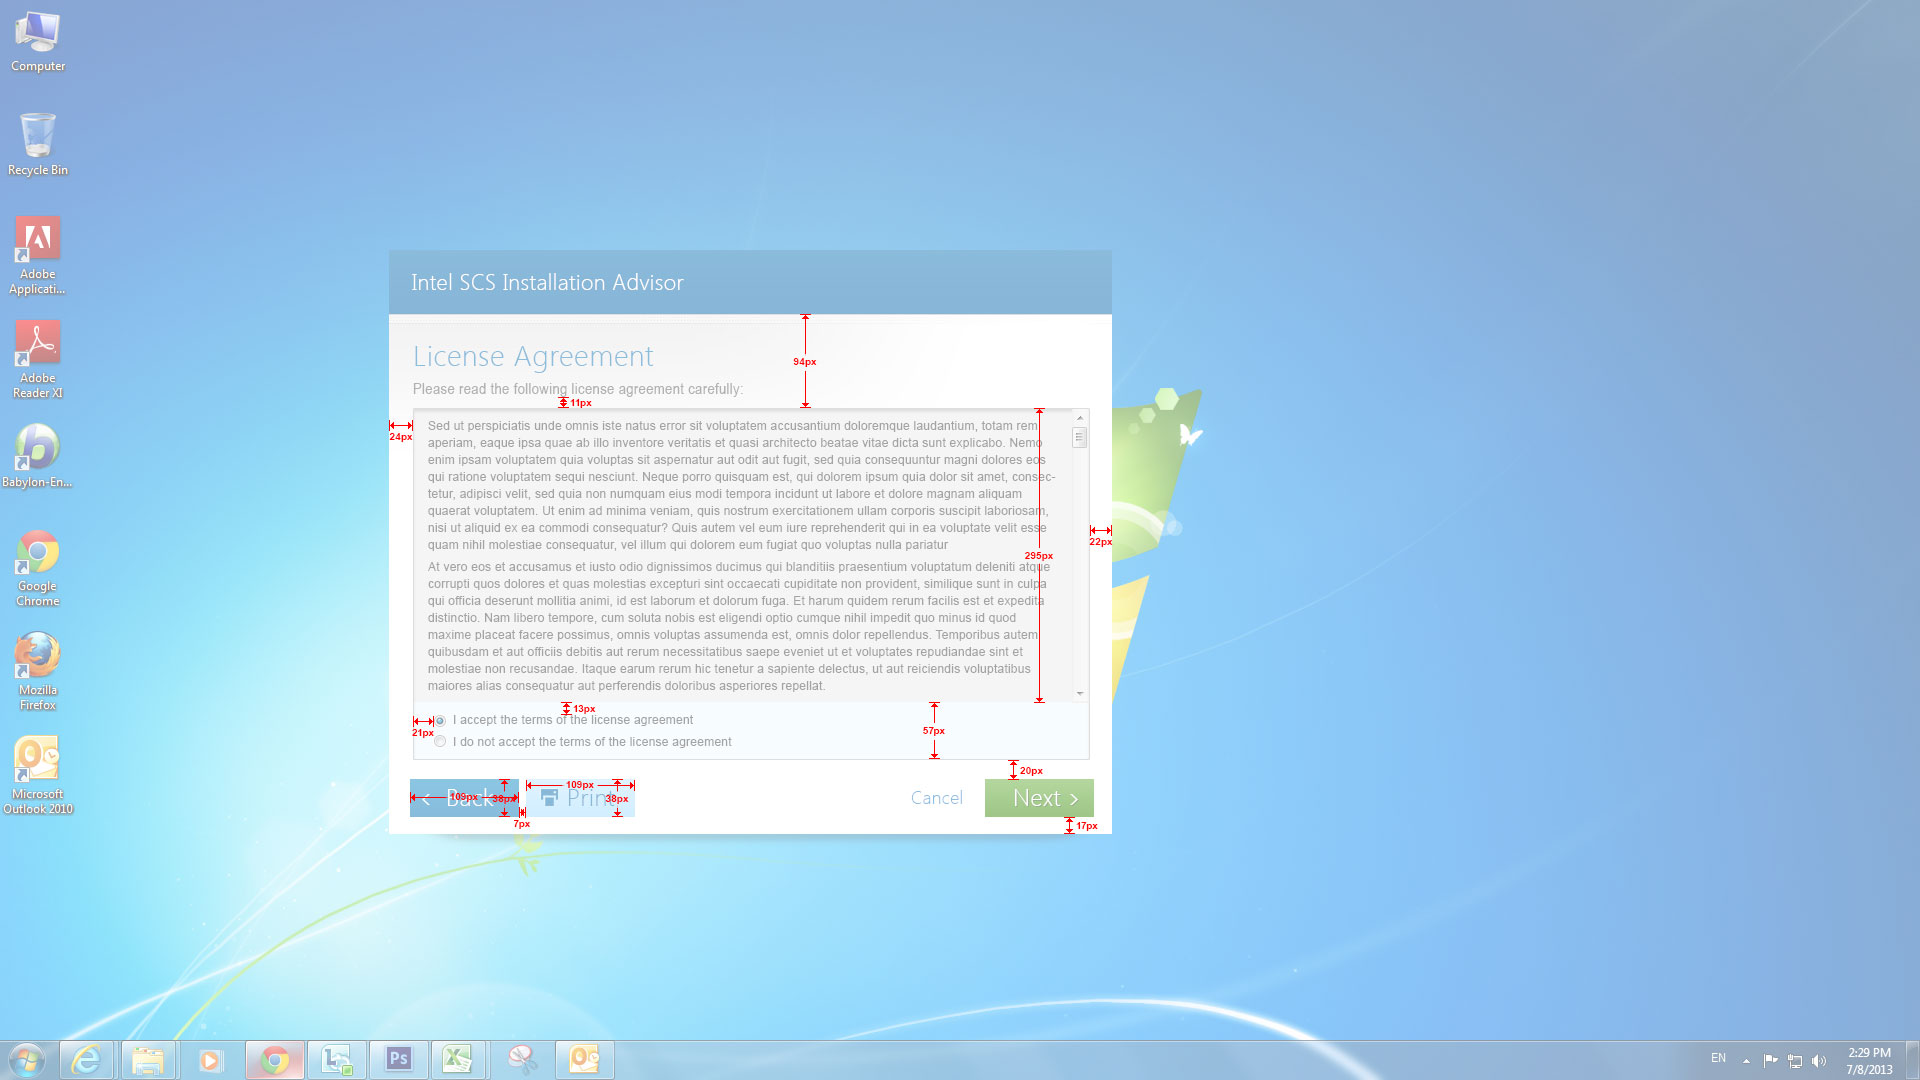 Computer
Recycle Bin
Adobe
Applicati...
Adobe
Reader XI
Babylon-En...
Google
Chrome
Mozilla
Firefox
Microsoft
Outlook 2010
Intel SCS Installation Advisor
94px
License Agreement
Please read the following license agreement carefully:
11px
24px
Sed ut perspiciatis unde omnis iste natus error sit voluptatem accusantium doloremque laudantium, totam rem
aperiam, eaque ipsa quae ab illo inventore veritatis et quasi architecto beatae vitae dicta sunt explicabo. Nemo
enim ipsam voluptatem quia voluptas sit aspernatur aut odit aut fugit, sed quia consequuntur magni dolores eos
qui ratione voluptatem sequi nesciunt. Neque porro quisquam est, qui dolorem ipsum quia dolor sit amet, consec-
tetur, adipisci velit, sed quia non numquam eius modi tempora incidunt ut labore et dolore magnam aliquam
quaerat voluptatem. Ut enim ad minima veniam, quis nostrum exercitationem ullam corporis suscipit laboriosam,
nisi ut aliquid ex ea commodi consequatur? Quis autem vel eum iure reprehenderit qui in ea voluptate velit esse
quam nihil molestiae consequatur, vel illum qui dolorem eum fugiat quo voluptas nulla pariatur
22px
295px
At vero eos et accusamus et iusto odio dignissimos ducimus qui blanditiis praesentium voluptatum deleniti atque
corrupti quos dolores et quas molestias excepturi sint occaecati cupiditate non provident, similique sunt in culpa
qui officia deserunt mollitia animi, id est laborum et dolorum fuga. Et harum quidem rerum facilis est et expedita
distinctio. Nam libero tempore, cum soluta nobis est eligendi optio cumque nihil impedit quo minus id quod
maxime placeat facere possimus, omnis voluptas assumenda est, omnis dolor repellendus. Temporibus autem
quibusdam et aut officiis debitis aut rerum necessitatibus saepe eveniet ut et voluptates repudiandae sint et
molestiae non recusandae. Itaque earum rerum hic tenetur a sapiente delectus, ut aut reiciendis voluptatibus
maiores alias consequatur aut perferendis doloribus asperiores repellat.
13px
I accept the terms of the license agreement
21px
57px
I do not accept the terms of the license agreement
20px
109px
Back
109px
38px
Print
38px
Cancel
Next
7px
17px
Ps
EN
2:29 PM
7/8/2013